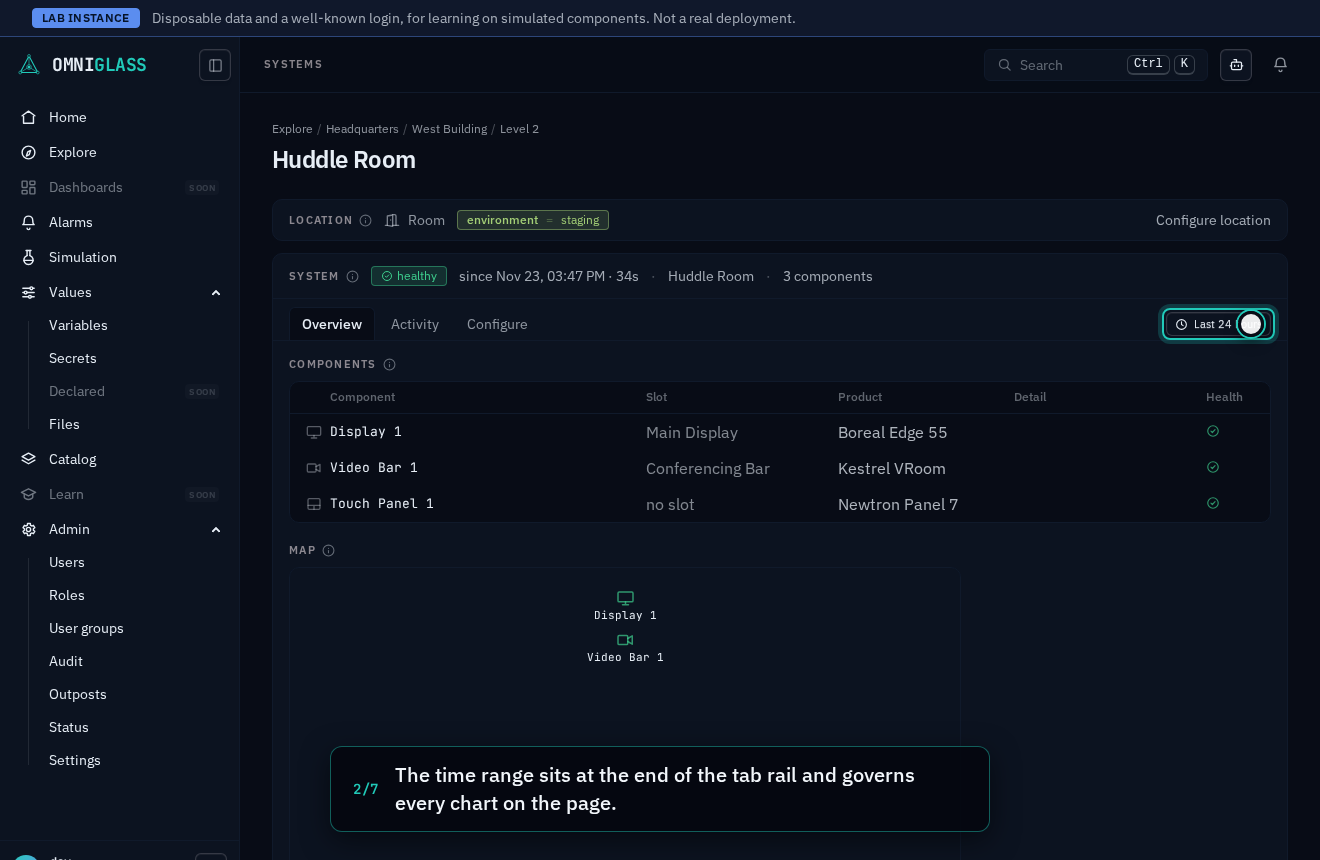 LAB INSTANCE Disposable data and a well-known login, for learning on simulated components. Not a real deployment.
OMNIGLASS
SYSTEMS
Search Ctrl K
Home
Explore
Dashboards SOON
Alarms
Simulation
Values
Variables
Secrets
Declared SOON
Files
Catalog
Learn SOON
Admin
Users
Roles
User groups
Audit
Outposts
Status
Settings
Explore / Headquarters / West Building / Level 2
Huddle Room
LOCATION Room environment = staging Configure location
SYSTEM healthy since Nov 23, 03:47 PM · 34s · Huddle Room · 3 components
Overview Activity Configure Last 24
COMPONENTS
Component Slot Product Detail Health
Display 1 Main Display Boreal Edge 55
Video Bar 1 Conferencing Bar Kestrel VRoom
Touch Panel 1 no slot Newtron Panel 7
MAP
Display 1
Video Bar 1
2/7 The time range sits at the end of the tab rail and governs
every chart on the page.